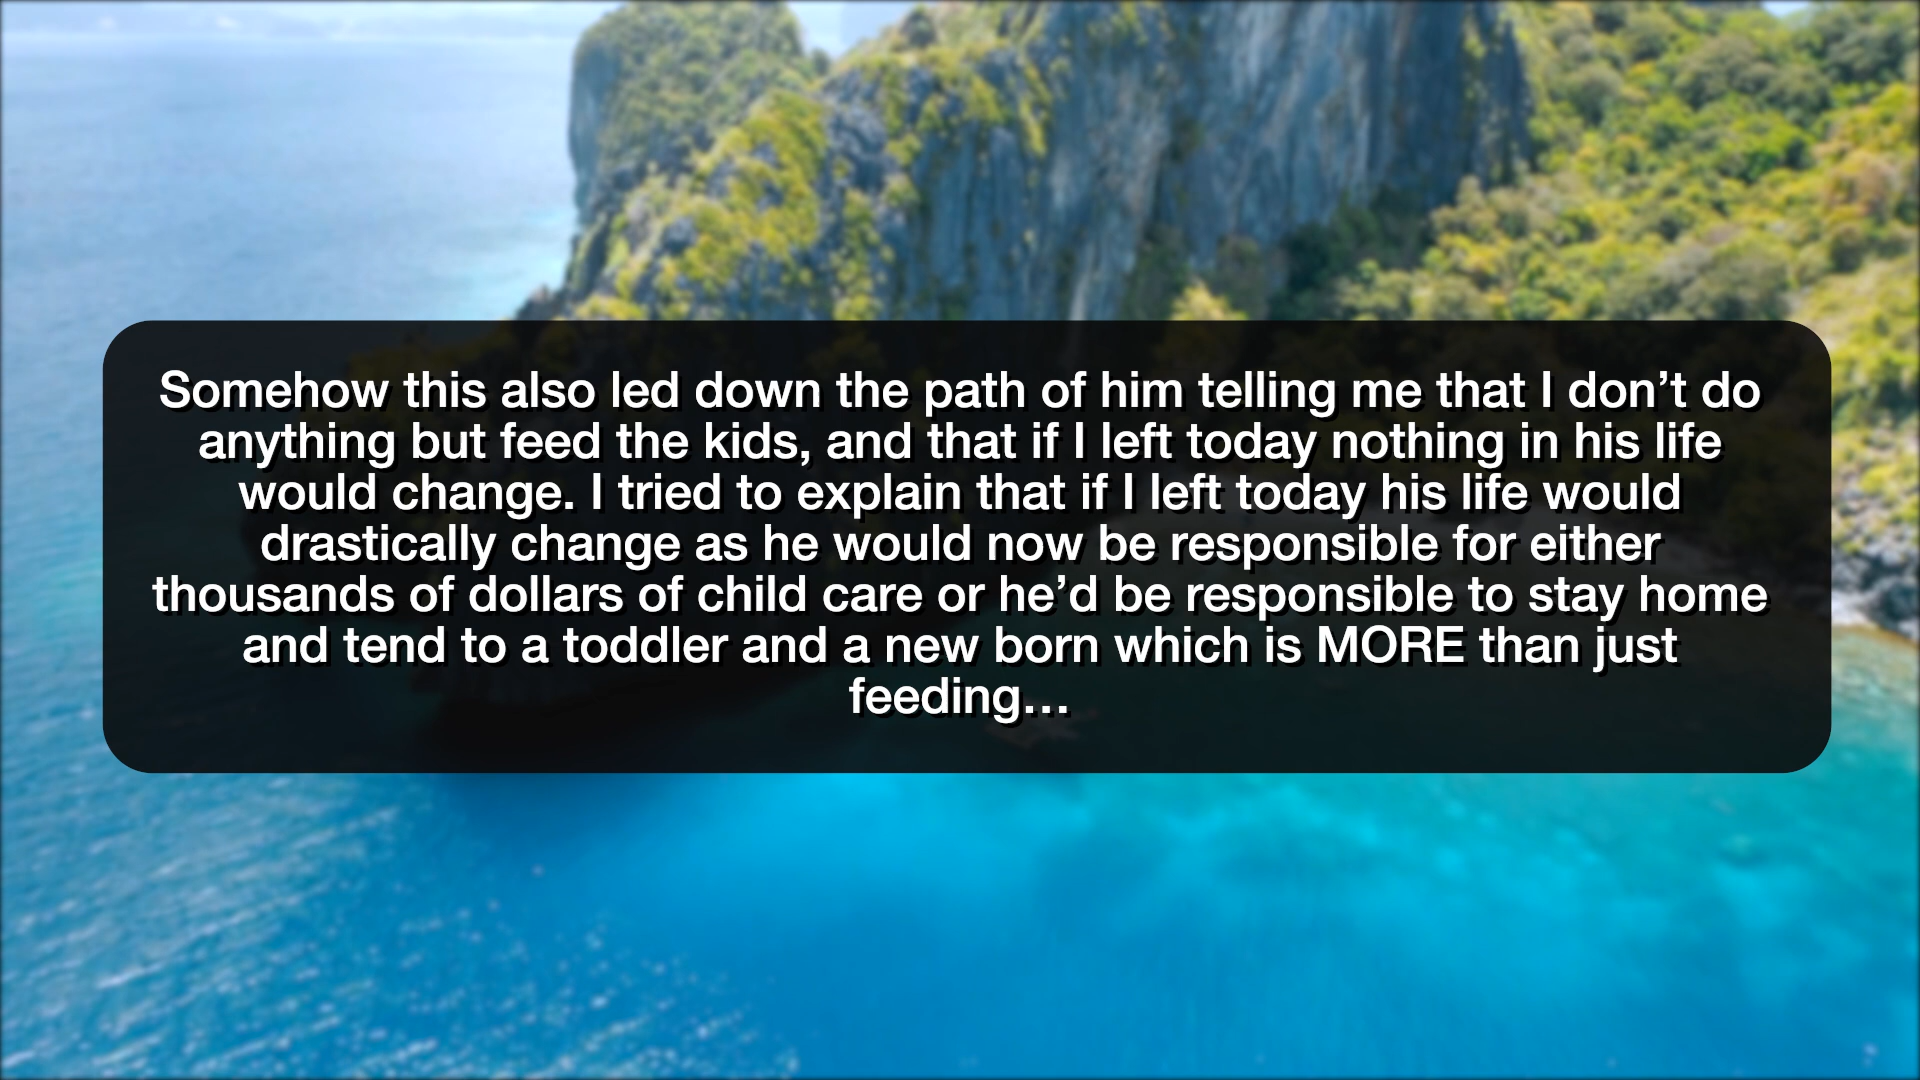 Somehow this also led down the path of him telling me that I don’t do
anything but feed the kids, and that if I left today nothing in his life
would change. I tried to explain that if I left today his life would
drastically change as he would now be responsible for either
thousands of dollars of child care or he’d be responsible to stay home
and tend to a toddler and a new born which is MORE than just
feeding…